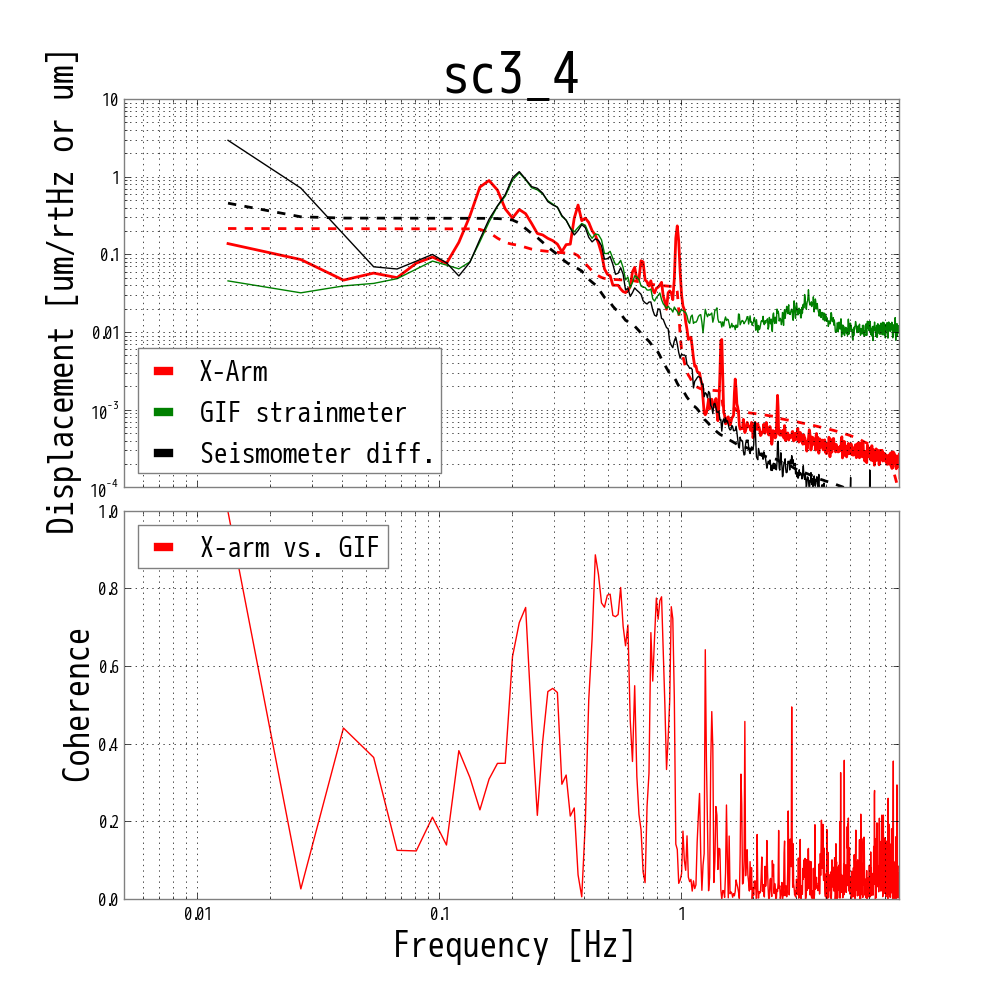 sc3_4
Displacement [um/rtHz or um]
10
1
0.1
0.01
10^-3
10^-4
X-Arm
GIF strainmeter
Seismometer diff.
Coherence
1.0
0.8
0.6
0.4
0.2
0.0
X-arm vs. GIF
0.01
0.1
1
Frequency [Hz]